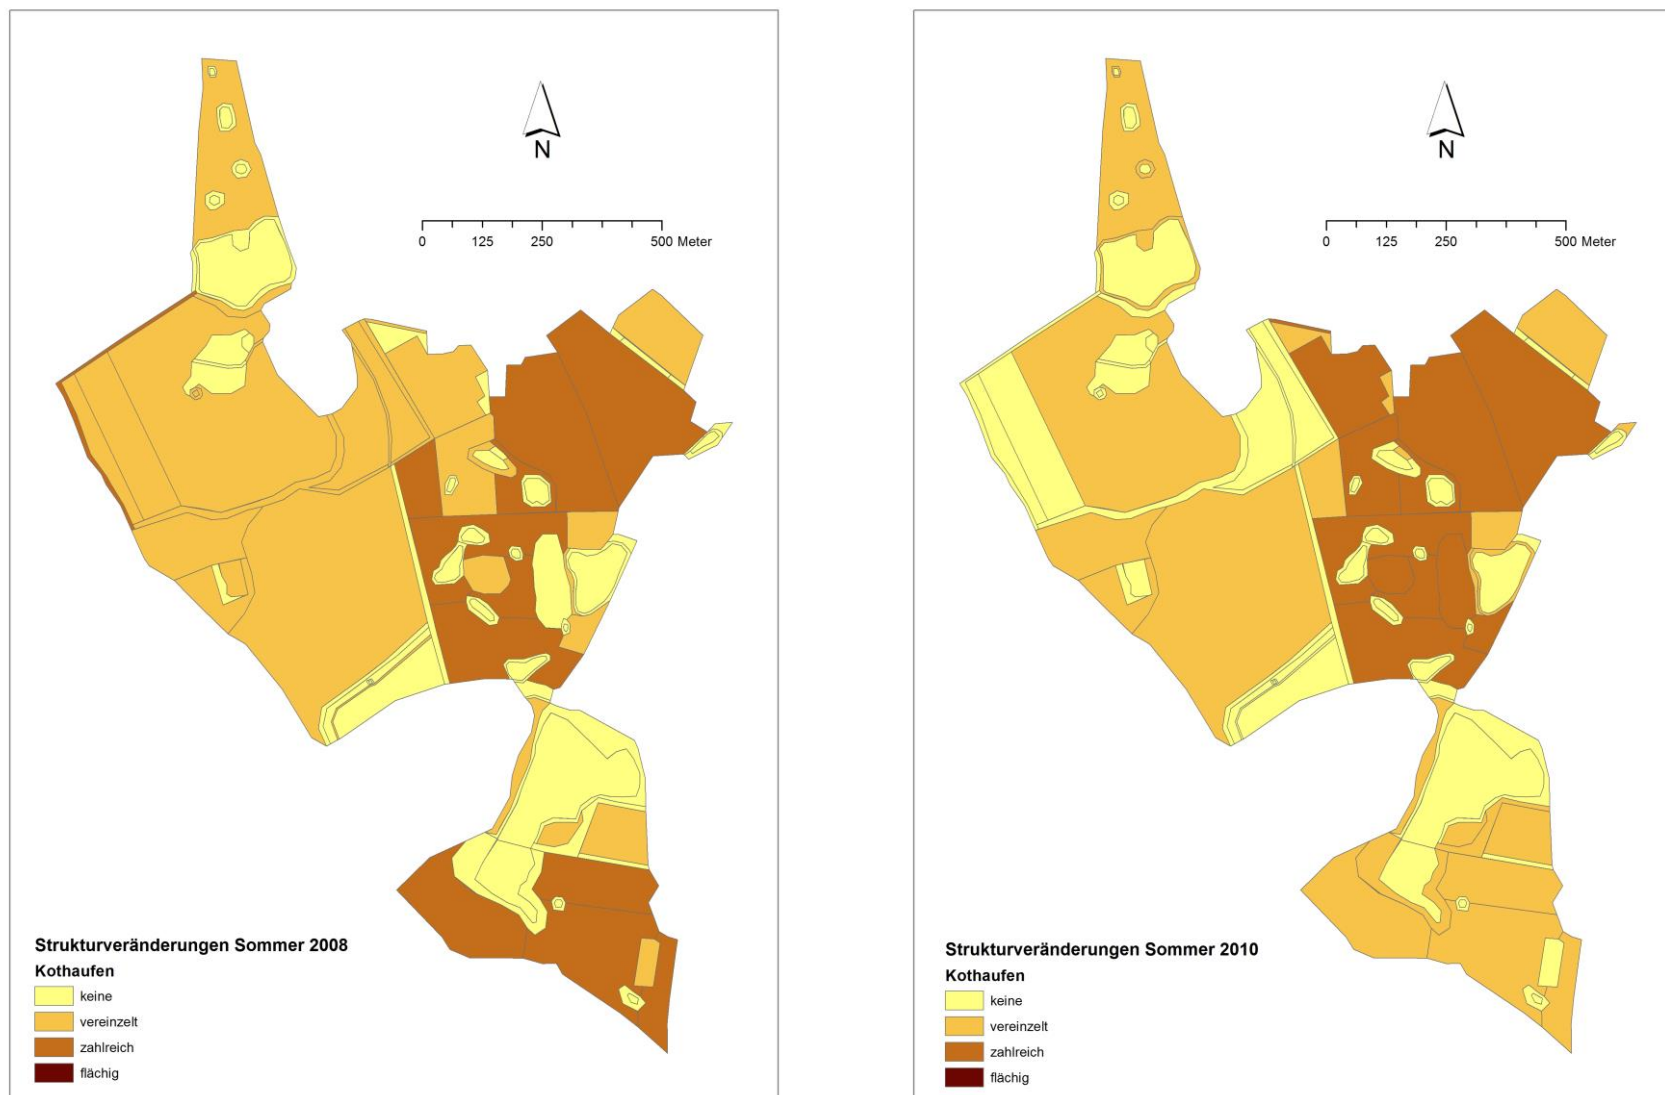 N
0 125 250 500 Meter
Strukturveränderungen Sommer 2008
Kothaufen
keine
vereinzelt
zahlreich
flächig
N
0 125 250 500 Meter
Strukturveränderungen Sommer 2010
Kothaufen
keine
vereinzelt
zahlreich
flächig